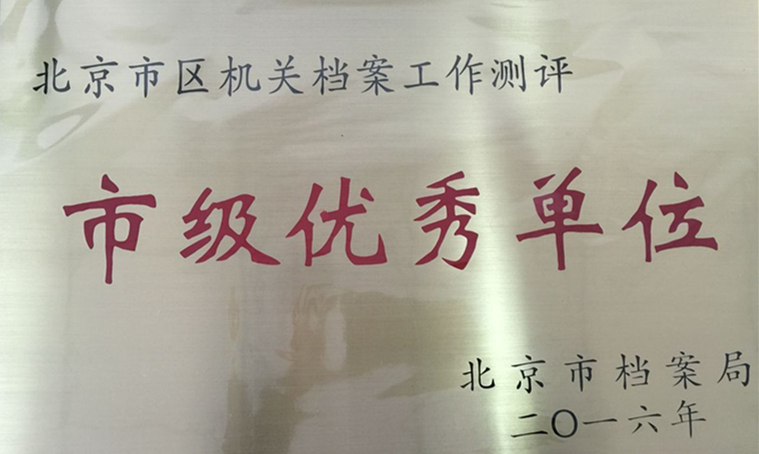 北京市区机关档案工作测评
市级优秀单位
北京市档案局
二〇一六年